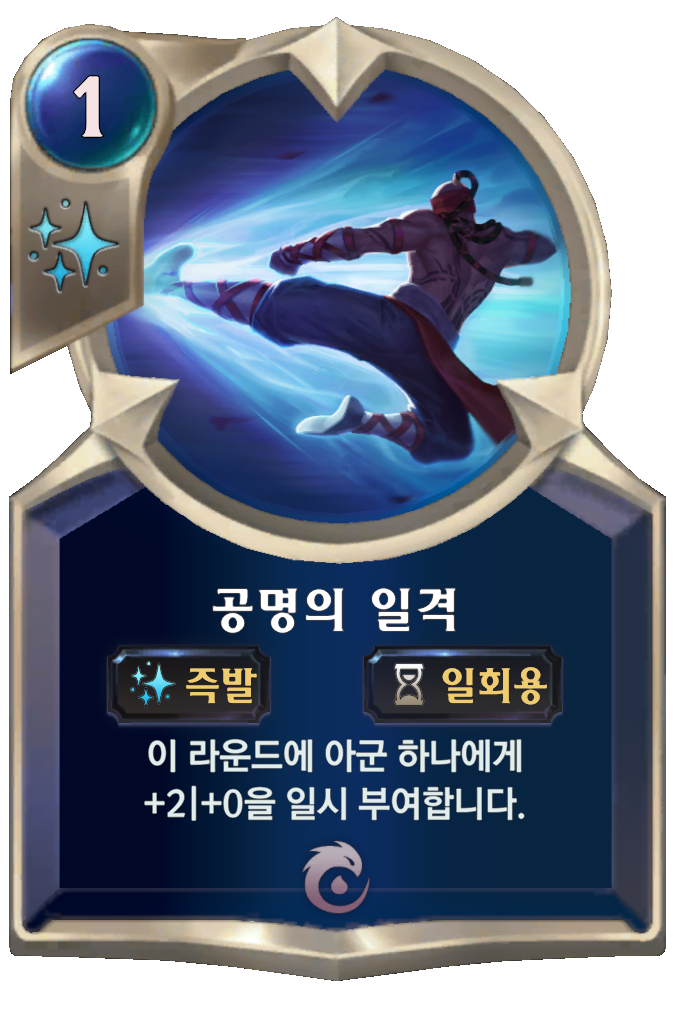 1
공명의 일격
즉발
일회용
이 라운드에 아군 하나에게
+2|+0을 일시 부여합니다.